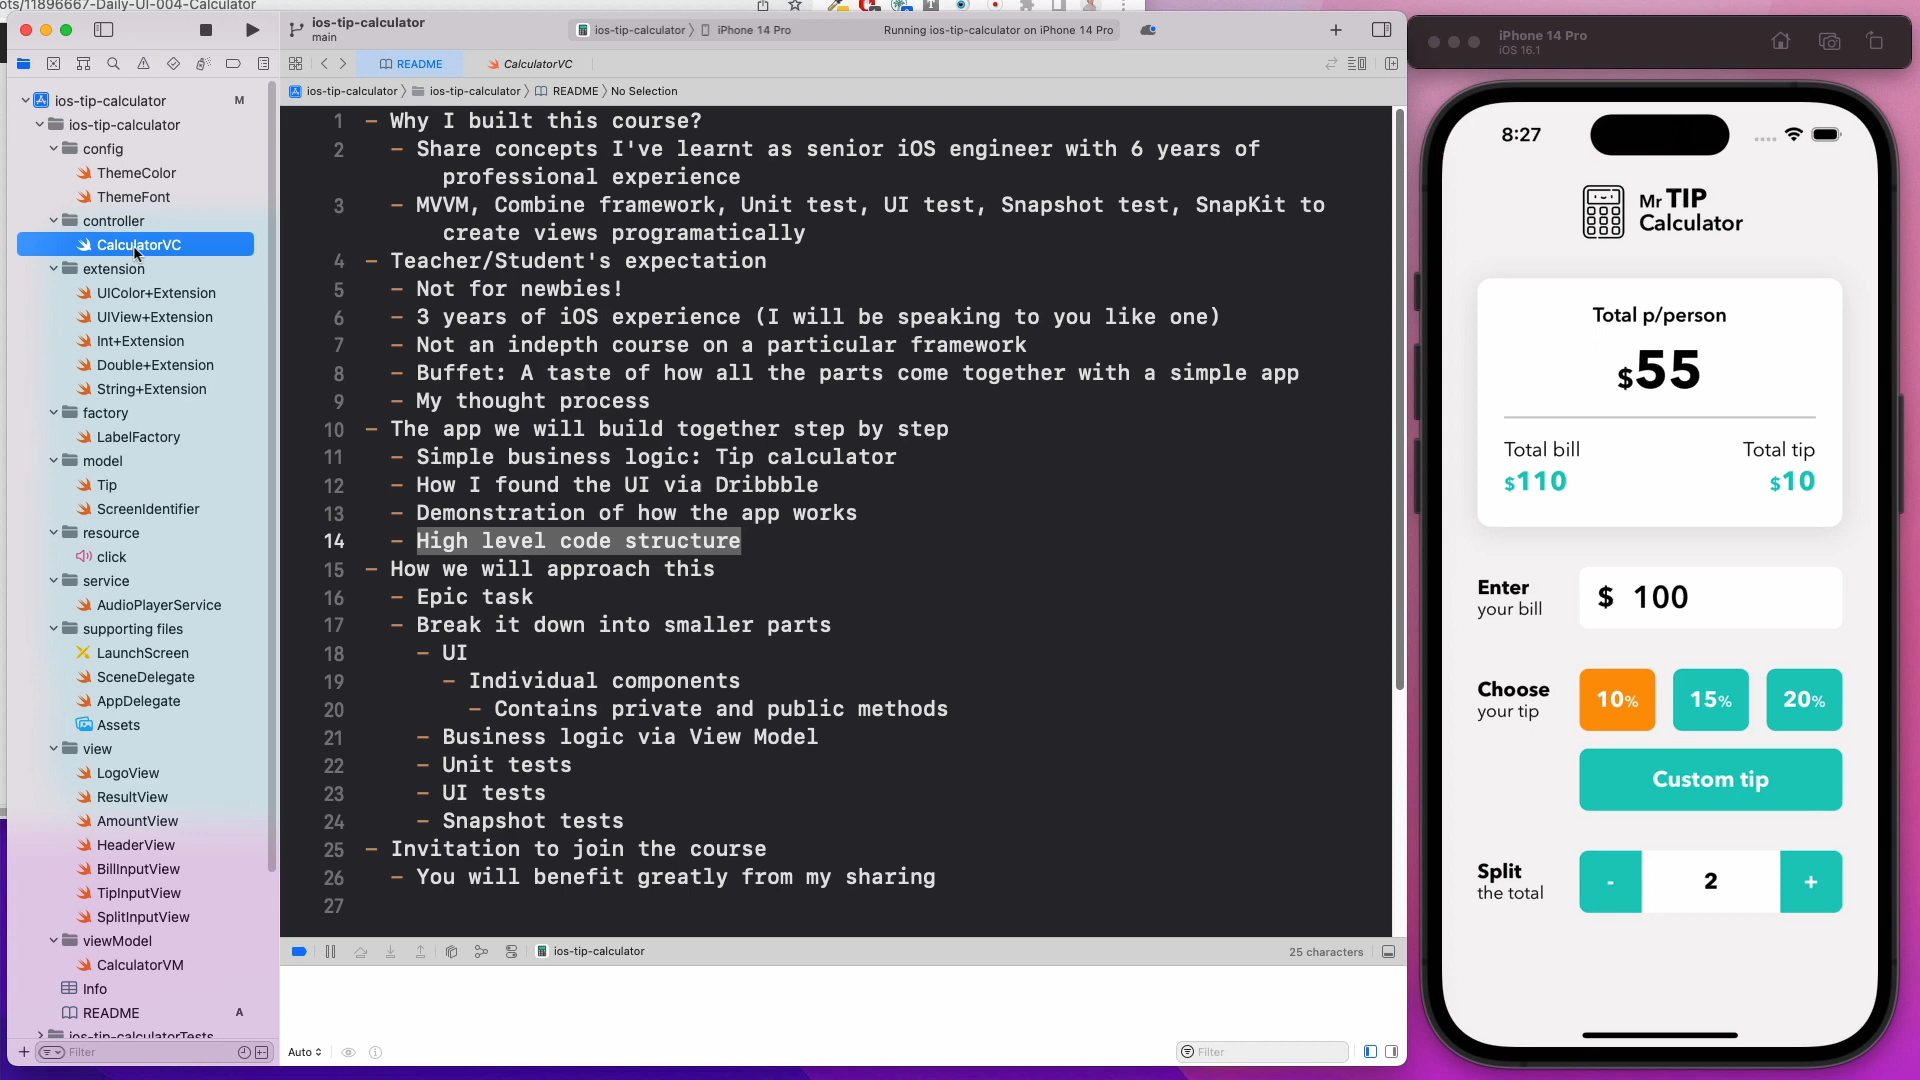 ots/11896667-Daily-UI-004-Calculator
ios-tip-calculator
main
ios-tip-calculator
iPhone 14 Pro
Running ios-tip-calculator on iPhone 14 Pro
README
CalculatorVC
ios-tip-calculator
ios-tip-calculator
README
No Selection
ios-tip-calculator M
ios-tip-calculator
config
ThemeColor
ThemeFont
controller
CalculatorVC
extension
UIColor+Extension
UIView+Extension
Int+Extension
Double+Extension
String+Extension
factory
LabelFactory
model
Tip
ScreenIdentifier
resource
click
service
AudioPlayerService
supporting files
LaunchScreen
SceneDelegate
AppDelegate
Assets
view
LogoView
ResultView
AmountView
HeaderView
BillInputView
TipInputView
SplitInputView
viewModel
CalculatorVM
Info
README A
ios-tip-calculatorTests
Filter
1 - Why I built this course?
2 - Share concepts I've learnt as senior iOS engineer with 6 years of
professional experience
3 - MVVM, Combine framework, Unit test, UI test, Snapshot test, SnapKit to
create views programatically
4 - Teacher/Student's expectation
5 - Not for newbies!
6 - 3 years of iOS experience (I will be speaking to you like one)
7 - Not an indepth course on a particular framework
8 - Buffet: A taste of how all the parts come together with a simple app
9 - My thought process
10 - The app we will build together step by step
11 - Simple business logic: Tip calculator
12 - How I found the UI via Dribbble
13 - Demonstration of how the app works
14 - High level code structure
15 - How we will approach this
16 - Epic task
17 - Break it down into smaller parts
18 - UI
19 - Individual components
20 - Contains private and public methods
21 - Business logic via View Model
22 - Unit tests
23 - UI tests
24 - Snapshot tests
25 - Invitation to join the course
26 - You will benefit greatly from my sharing
27
ios-tip-calculator
25 characters
Auto
Filter
iPhone 14 Pro
iOS 16.1
8:27
Mr TIP
Calculator
Total p/person
$55
Total bill Total tip
$110 $10
Enter
your bill
$ 100
Choose
your tip
10% 15% 20%
Custom tip
Split
the total
- 2 +